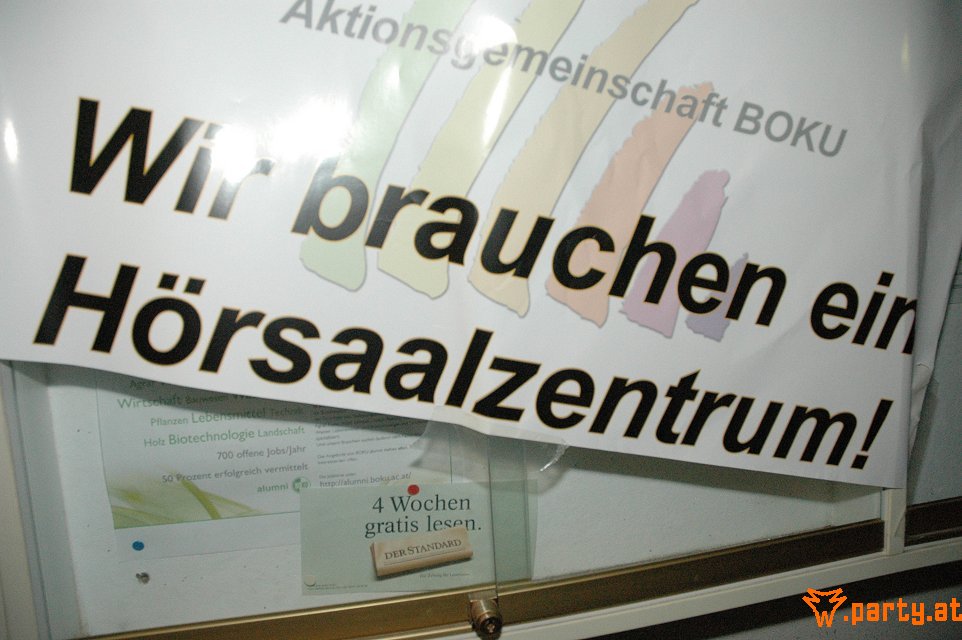 Aktionsgemeinschaft BOKU
Wir brauchen ein
Hörsaalzentrum!
Wirtschaft
Pflanzen Lebensmittel Technik
Holz Biotechnologie Landschaft
700 offene Jobs/Jahr
50 Prozent erfolgreich vermittelt
alumni
http://alumni.boku.ac.at/
4 Wochen
gratis lesen.
DER STANDARD
party.at